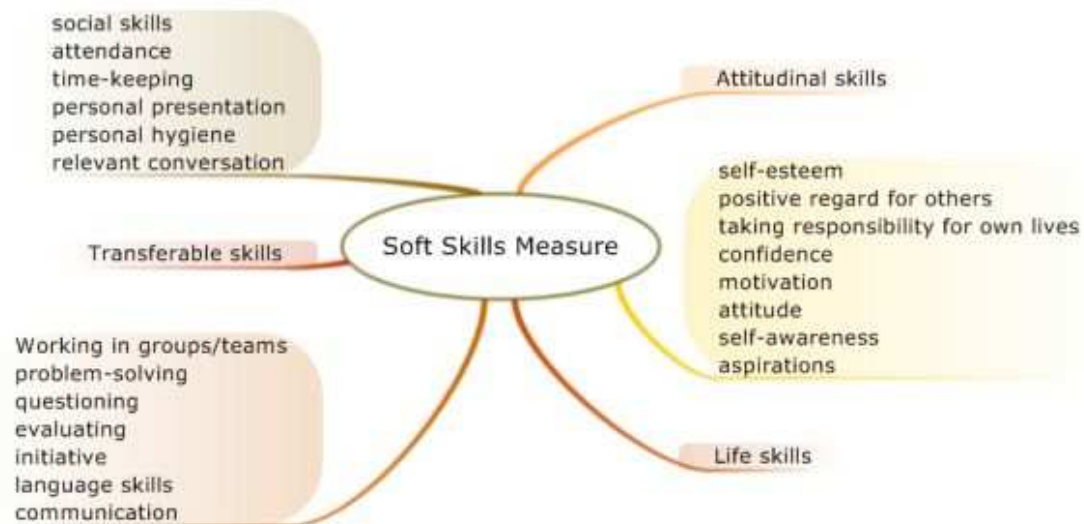 social skills
attendance
time-keeping
personal presentation
personal hygiene
relevant conversation
Attitudinal skills
Soft Skills Measure
self-esteem
positive regard for others
taking responsibility for own lives
confidence
motivation
attitude
self-awareness
aspirations
Transferable skills
Working in groups/teams
problem-solving
questioning
evaluating
initiative
language skills
communication
Life skills